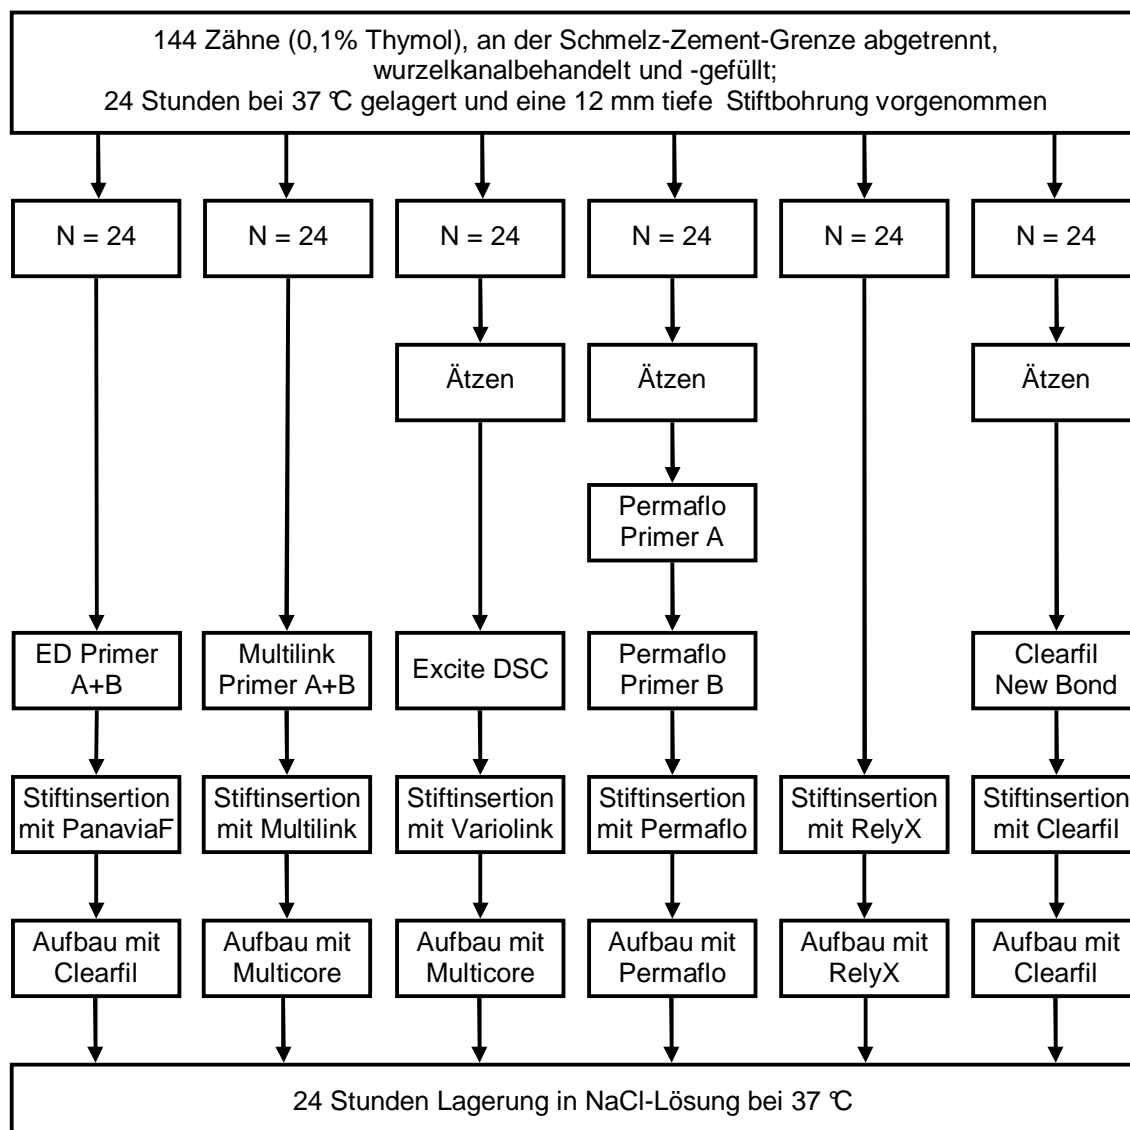 144 Zähne (0,1% Thymol), an der Schmelz-Zement-Grenze abgetrennt,
wurzelkanalbehandelt und -gefüllt;
24 Stunden bei 37 °C gelagert und eine 12 mm tiefe Stiftbohrung vorgenommen
N = 24
N = 24
N = 24
N = 24
N = 24
N = 24
Ätzen
Ätzen
Ätzen
Permaflo
Primer A
ED Primer
A+B
Multilink
Primer A+B
Excite DSC
Permaflo
Primer B
Clearfil
New Bond
Stiftinsertion
mit PanaviaF
Stiftinsertion
mit Multilink
Stiftinsertion
mit Variolink
Stiftinsertion
mit Permaflo
Stiftinsertion
mit RelyX
Stiftinsertion
mit Clearfil
Aufbau mit
Clearfil
Aufbau mit
Multicore
Aufbau mit
Multicore
Aufbau mit
Permaflo
Aufbau mit
RelyX
Aufbau mit
Clearfil
24 Stunden Lagerung in NaCl-Lösung bei 37 °C